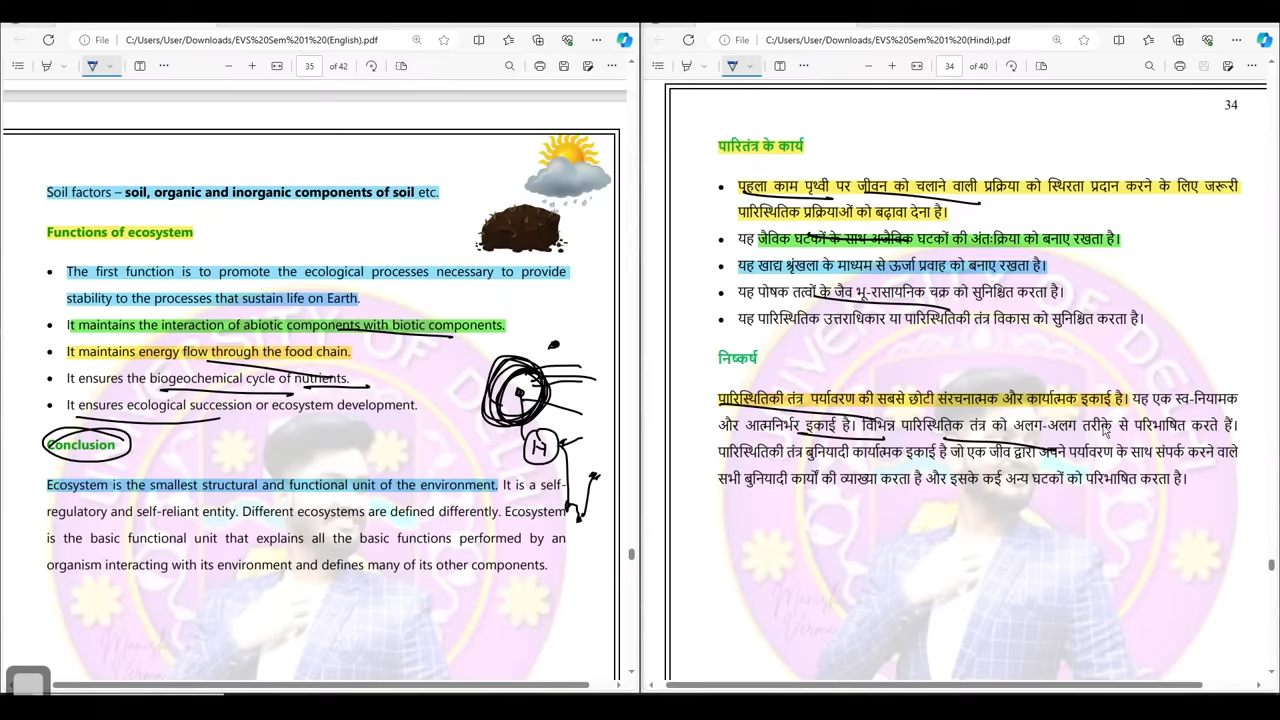 File C:/Users/User/Downloads/EVS%20Sem%201%20(English).pdf
35 of 42
Soil factors – soil, organic and inorganic components of soil etc.
Functions of ecosystem
• The first function is to promote the ecological processes necessary to provide
stability to the processes that sustain life on Earth.
• It maintains the interaction of abiotic components with biotic components.
• It maintains energy flow through the food chain.
• It ensures the biogeochemical cycle of nutrients.
• It ensures ecological succession or ecosystem development.
Conclusion
Ecosystem is the smallest structural and functional unit of the environment. It is a self-
regulatory and self-reliant entity. Different ecosystems are defined differently. Ecosystem
is the basic functional unit that explains all the basic functions performed by an
organism interacting with its environment and defines many of its other components.
File C:/Users/User/Downloads/EVS%20Sem%201%20(Hindi).pdf
34 of 40
34
पारितंत्र के कार्य
• पहला काम पृथ्वी पर जीवन को चलाने वाली प्रक्रिया को स्थिरता प्रदान करने के लिए जरूरी
पारिस्थितिक प्रक्रियाओं को बढ़ावा देना है।
• यह जैविक घटकों के साथ अजैविक घटकों की अंतःक्रिया को बनाए रखता है।
• यह खाद्य श्रृंखला के माध्यम से ऊर्जा प्रवाह को बनाए रखता है।
• यह पोषक तत्वों के जैव भू-रासायनिक चक्र को सुनिश्चित करता है।
• यह पारिस्थितिक उत्तराधिकार या पारिस्थितिकी तंत्र विकास को सुनिश्चित करता है।
निष्कर्ष
पारिस्थितिकी तंत्र पर्यावरण की सबसे छोटी संरचनात्मक और कार्यात्मक इकाई है। यह एक स्व-नियामक
और आत्मनिर्भर इकाई है। विभिन्न पारिस्थितिक तंत्र को अलग-अलग तरीके से परिभाषित करते हैं।
पारिस्थितिकी तंत्र बुनियादी कार्यात्मक इकाई है जो एक जीव द्वारा अपने पर्यावरण के साथ संपर्क करने वाले
सभी बुनियादी कार्यों की व्याख्या करता है और इसके कई अन्य घटकों को परिभाषित करता है।